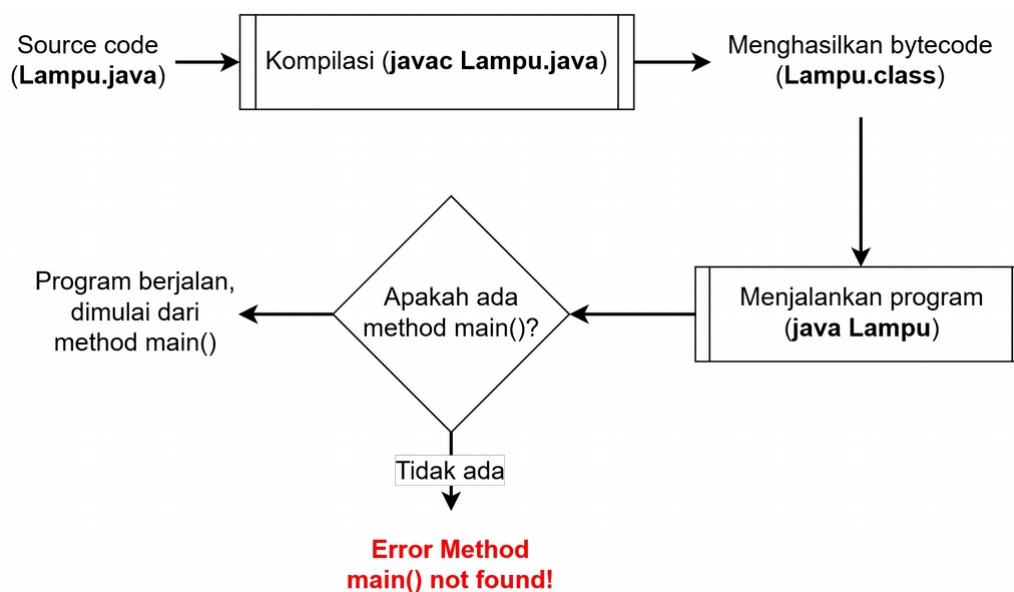 Source code
(Lampu.java)
Kompilasi (javac Lampu.java)
Menghasilkan bytecode
(Lampu.class)
Menjalankan program
(java Lampu)
Apakah ada
method main()?
Program berjalan,
dimulai dari
method main()
Tidak ada
Error Method
main() not found!